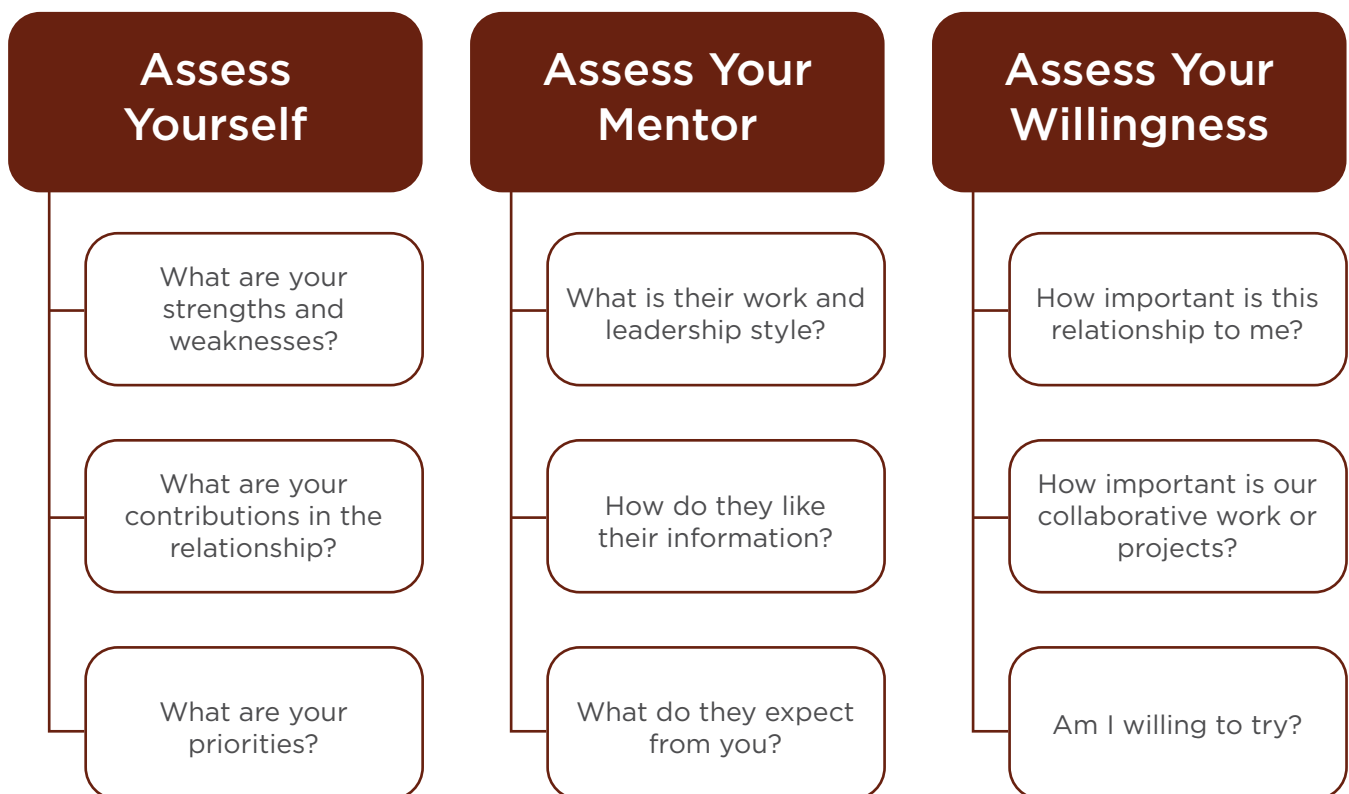 Assess
Yourself
What are your
strengths and
weaknesses?
What are your
contributions in the
relationship?
What are your
priorities?
Assess Your
Mentor
What is their work and
leadership style?
How do they like
their information?
What do they expect
from you?
Assess Your
Willingness
How important is this
relationship to me?
How important is our
collaborative work or
projects?
Am I willing to try?